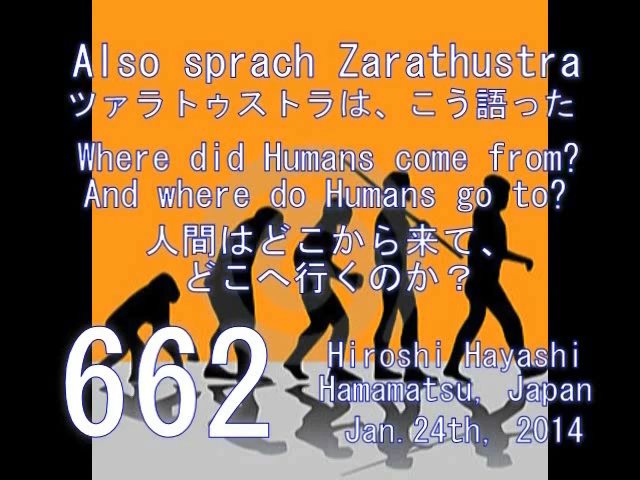 Also sprach Zarathustra
ツァラトゥストラは、こう語った
Where did Humans come from?
And where do Humans go to?
人間はどこから来て、
どこへ行くのか？
662
Hiroshi Hayashi
Hamamatsu, Japan
Jan.24th, 2014